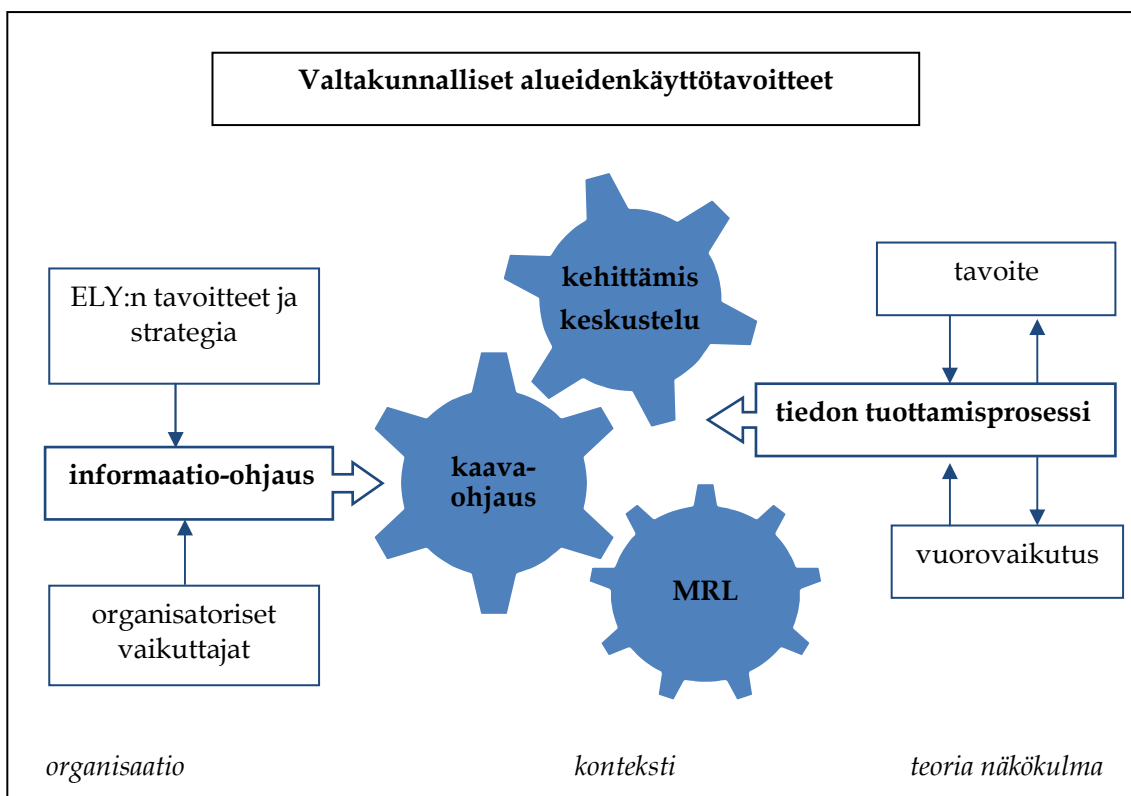 Valtakunnalliset alueidenkäyttötavoitteet
ELY:n tavoitteet ja
strategia
informaatio-ohjaus
organisatoriset
vaikuttajat
kehittämis
keskustelu
kaava-
ohjaus
MRL
tavoite
tiedon tuottamisprosessi
vuorovaikutus
organisaatio
konteksti
teoria näkökulma